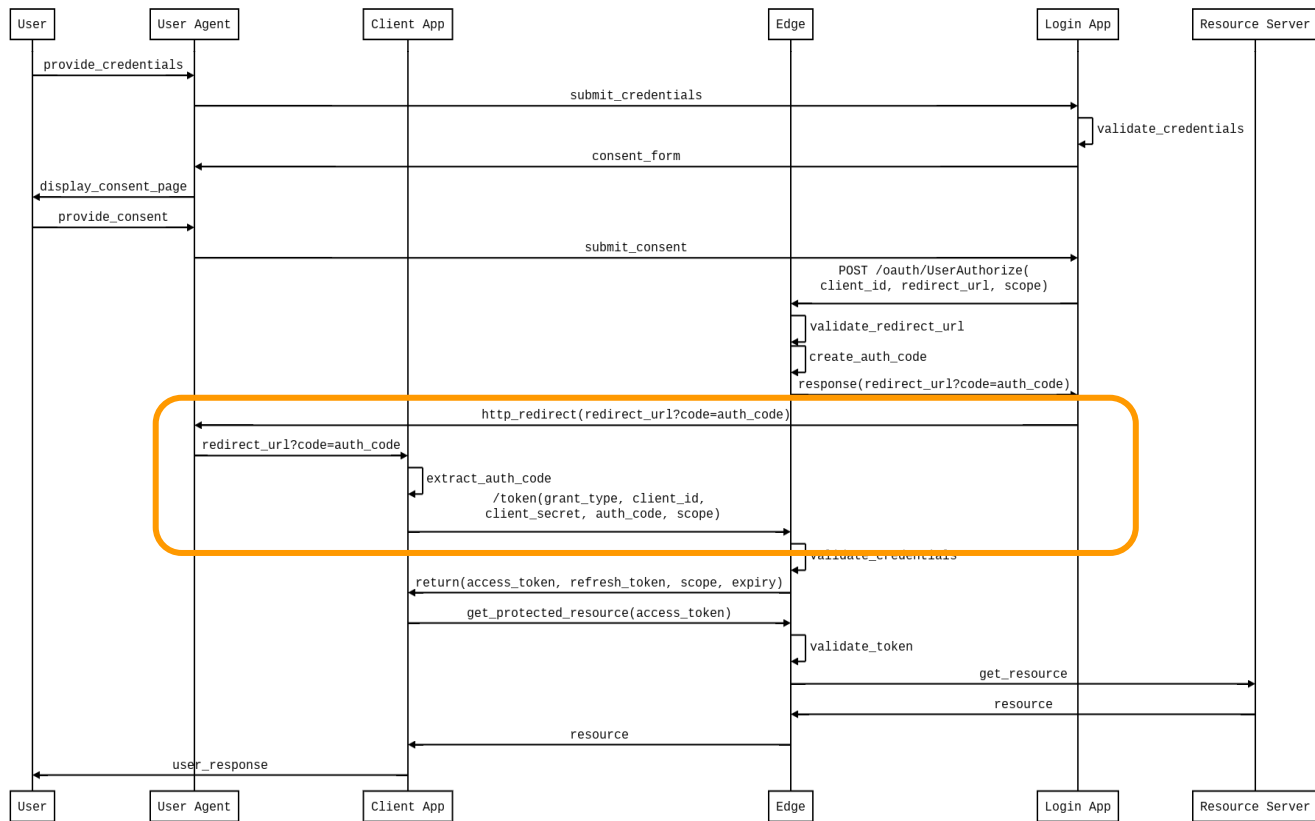 User
User Agent
Client App
Edge
Login App
Resource Server
provide_credentials
submit_credentials
validate_credentials
consent_form
display_consent_page
provide_consent
submit_consent
POST /oauth/UserAuthorize(
client_id, redirect_url, scope)
validate_redirect_url
create_auth_code
response(redirect_url?code=auth_code)
http_redirect(redirect_url?code=auth_code)
redirect_url?code=auth_code
extract_auth_code
/token(grant_type, client_id,
client_secret, auth_code, scope)
validate_credentials
return(access_token, refresh_token, scope, expiry)
get_protected_resource(access_token)
validate_token
get_resource
resource
resource
user_response
User
User Agent
Client App
Edge
Login App
Resource Server